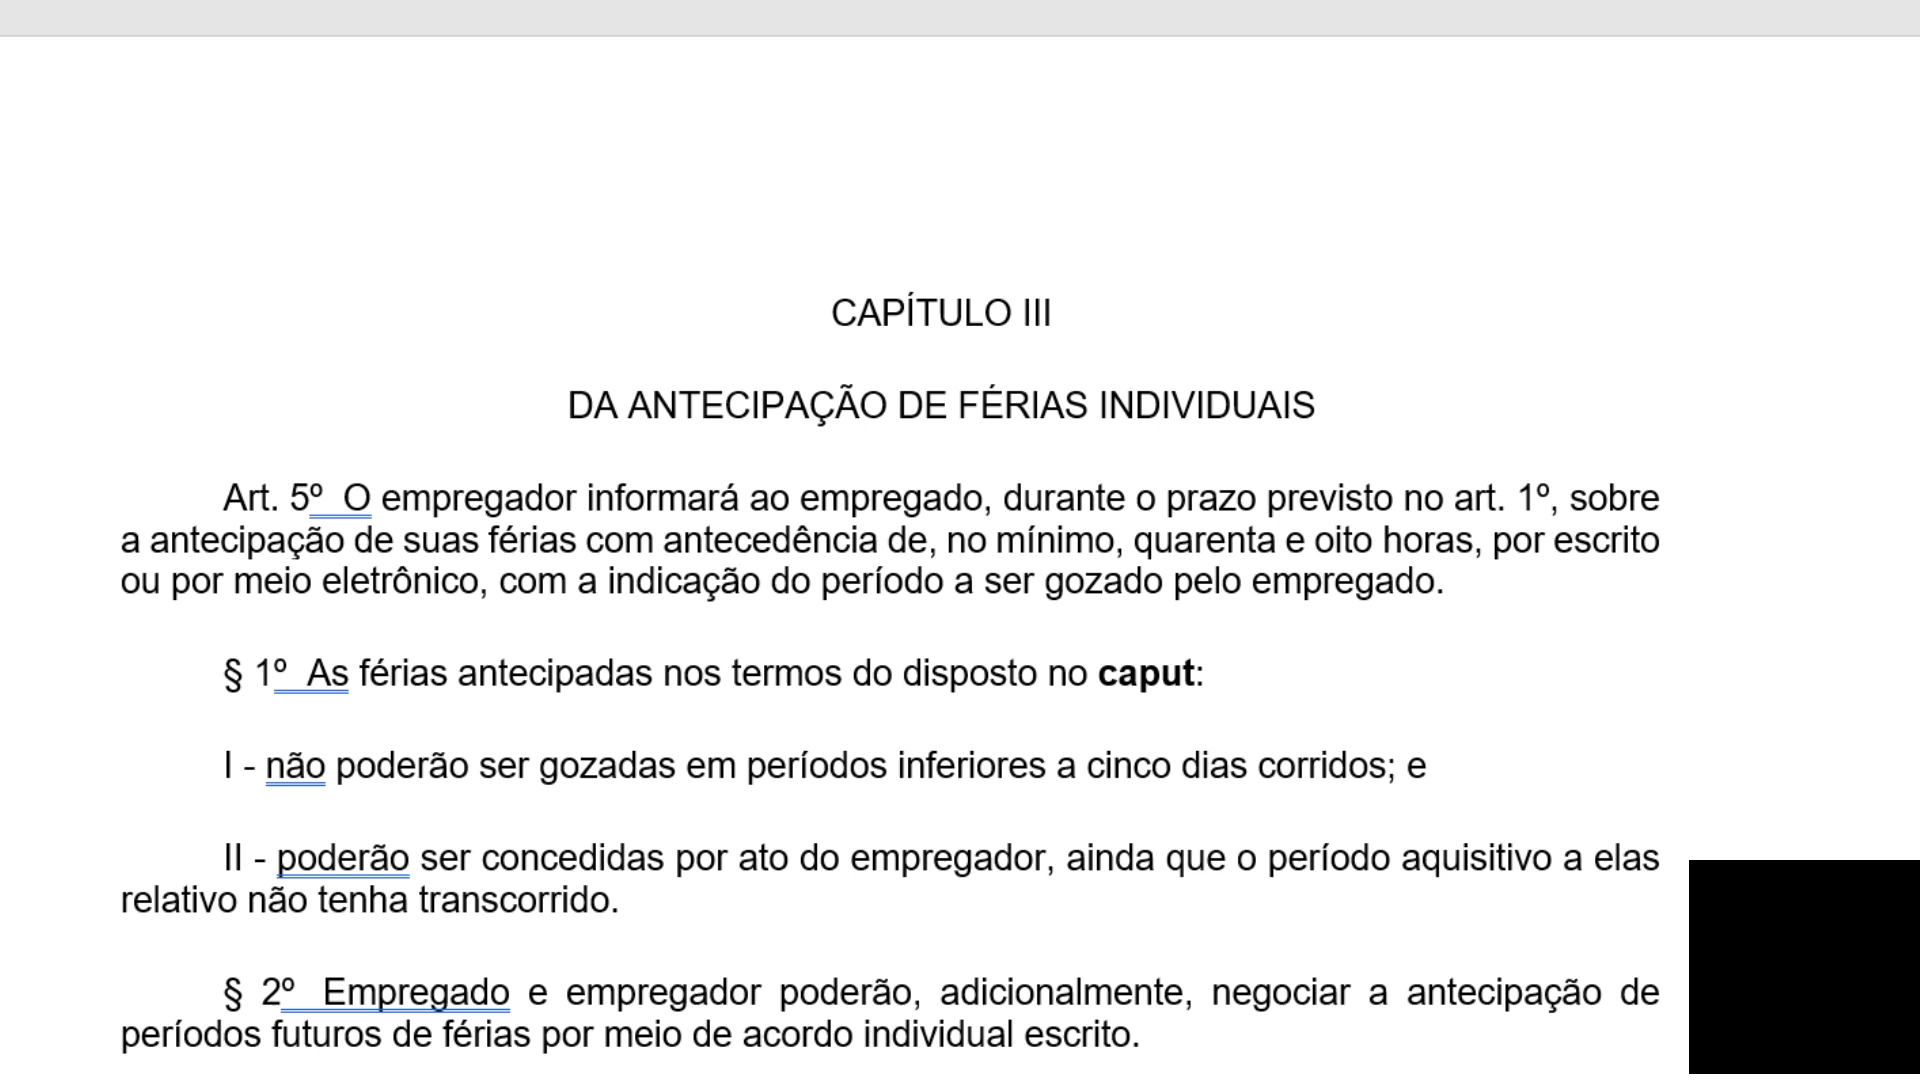 CAPÍTULO III
DA ANTECIPAÇÃO DE FÉRIAS INDIVIDUAIS
Art. 5º  O empregador informará ao empregado, durante o prazo previsto no art. 1º, sobre
a antecipação de suas férias com antecedência de, no mínimo, quarenta e oito horas, por escrito
ou por meio eletrônico, com a indicação do período a ser gozado pelo empregado.
§ 1º  As férias antecipadas nos termos do disposto no caput:
I - não poderão ser gozadas em períodos inferiores a cinco dias corridos; e
II - poderão ser concedidas por ato do empregador, ainda que o período aquisitivo a elas
relativo não tenha transcorrido.
§ 2º  Empregado e empregador poderão, adicionalmente, negociar a antecipação de
períodos futuros de férias por meio de acordo individual escrito.